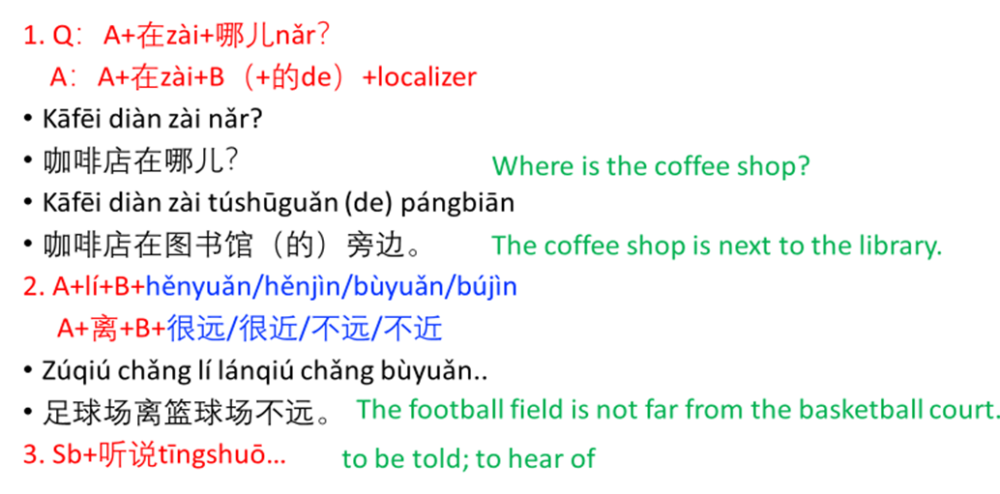 1. Q：A+在zài+哪儿nǎr？
A：A+在zài+B（+的de）+localizer
• Kāfēi diàn zài nǎr?
• 咖啡店在哪儿？ Where is the coffee shop?
• Kāfēi diàn zài túshūguǎn (de) pángbiān
• 咖啡店在图书馆（的）旁边。 The coffee shop is next to the library.
2. A+lí+B+hěnyuǎn/hěnjìn/bùyuǎn/bújìn
A+离+B+很远/很近/不远/不近
• Zúqiú chǎng lí lánqiú chǎng bùyuǎn..
• 足球场离篮球场不远。 The football field is not far from the basketball court.
3. Sb+听说tīngshuō... to be told; to hear of